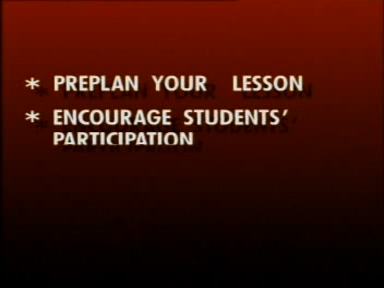 * PREPLAN YOUR LESSON
* ENCOURAGE STUDENTS'
PARTICIPATION